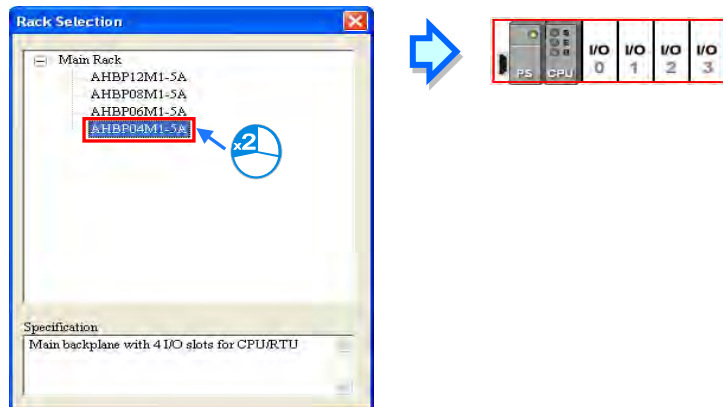 Rack Selection
Main Rack
AHBP12M1-5A
AHBP08M1-5A
AHBP06M1-5A
AHBP04M1-5A
x2
Specification
Main backplane with 4 I/O slots for CPU/RTU
PS CPU I/O 0 I/O 1 I/O 2 I/O 3